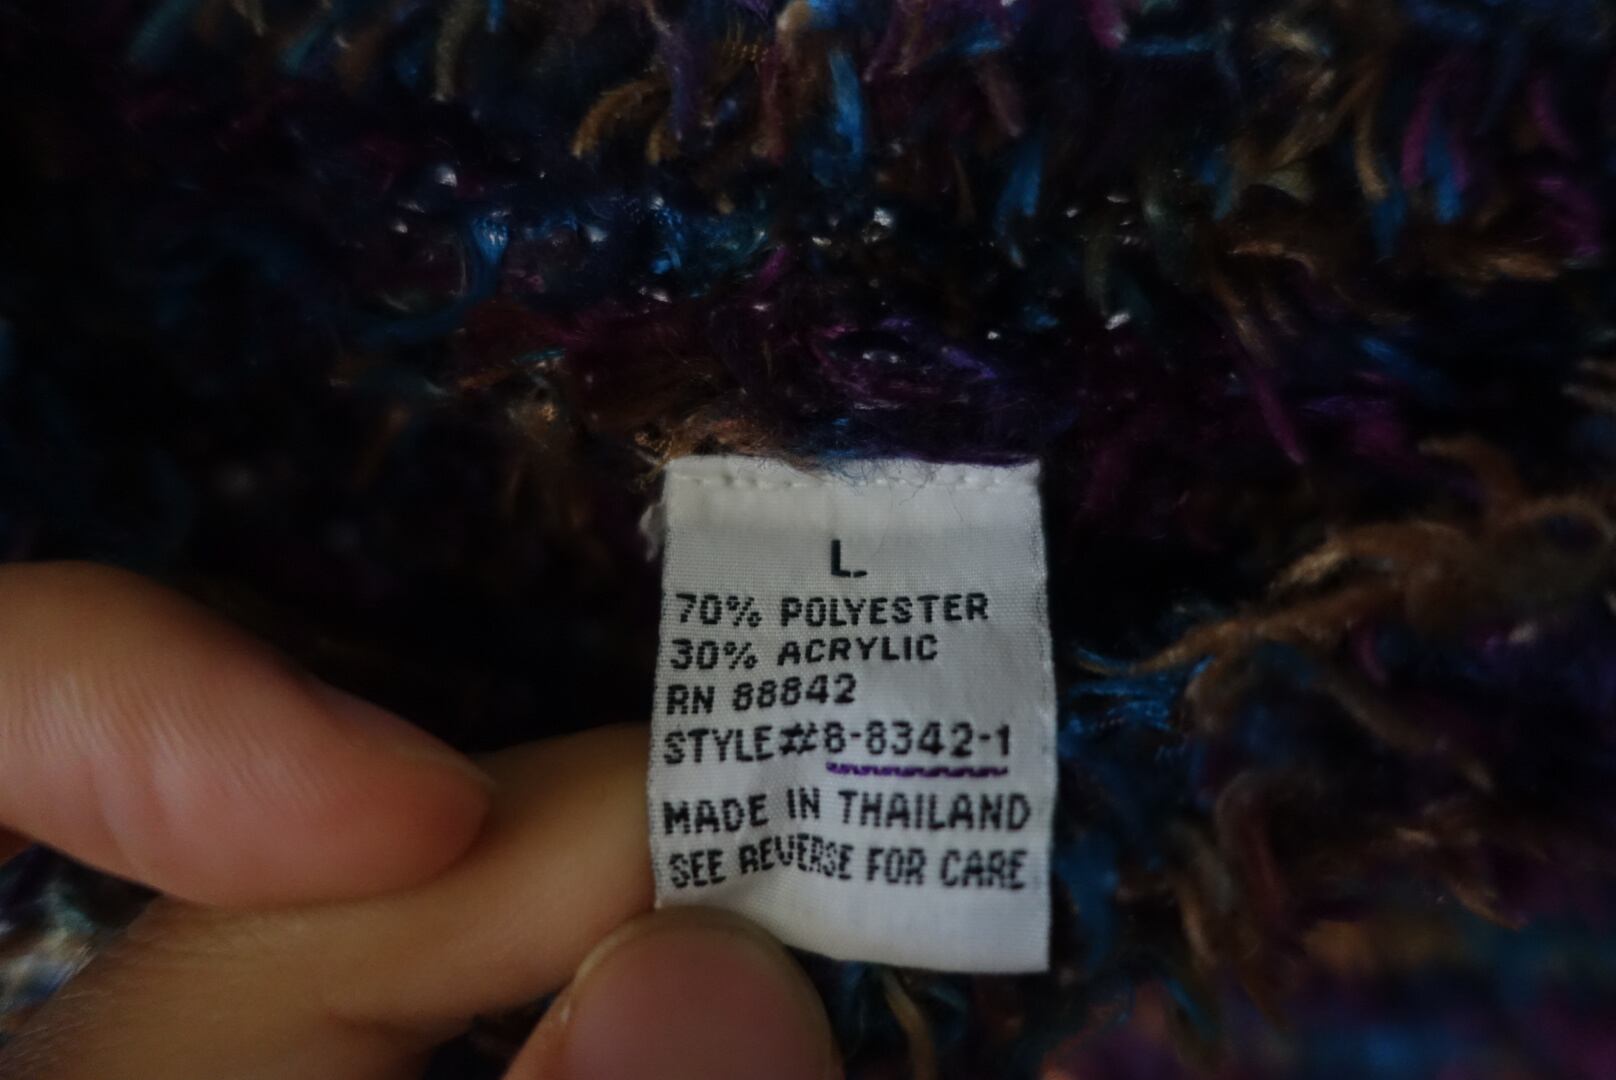 L
70% POLYESTER
30% ACRYLIC
RN 88842
STYLE#8-8342-1
MADE IN THAILAND
SEE REVERSE FOR CARE